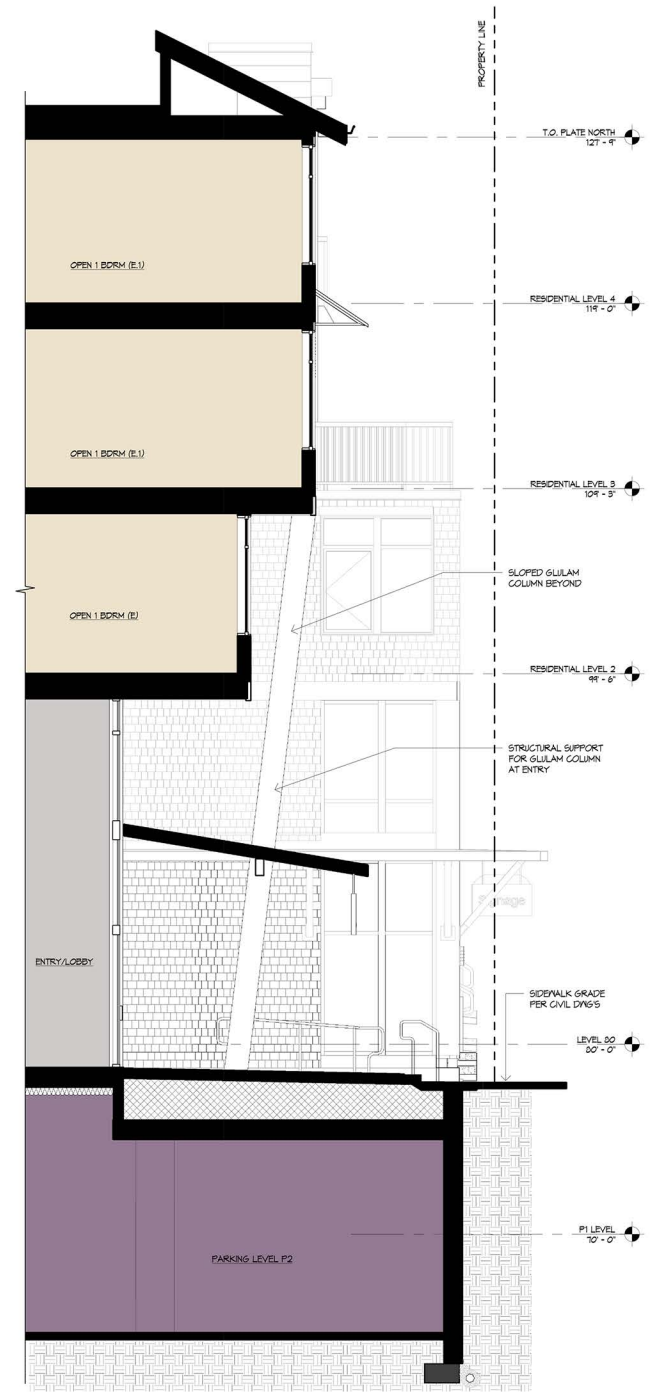 PROPERTY LINE
T.O. PLATE NORTH
127' - 9"
OPEN 1 BDRM (E.1)
RESIDENTIAL LEVEL 4
119' - 0"
OPEN 1 BDRM (E.1)
RESIDENTIAL LEVEL 3
109' - 3"
SLOPED GLULAM
COLUMN BEYOND
OPEN 1 BDRM (E)
RESIDENTIAL LEVEL 2
99' - 6"
STRUCTURAL SUPPORT
FOR GLULAM COLUMN
AT ENTRY
Signage
ENTRY/LOBBY
SIDEWALK GRADE
PER CIVIL DWG'S
LEVEL 80
80' - 0"
P1 LEVEL
70' - 0"
PARKING LEVEL P2